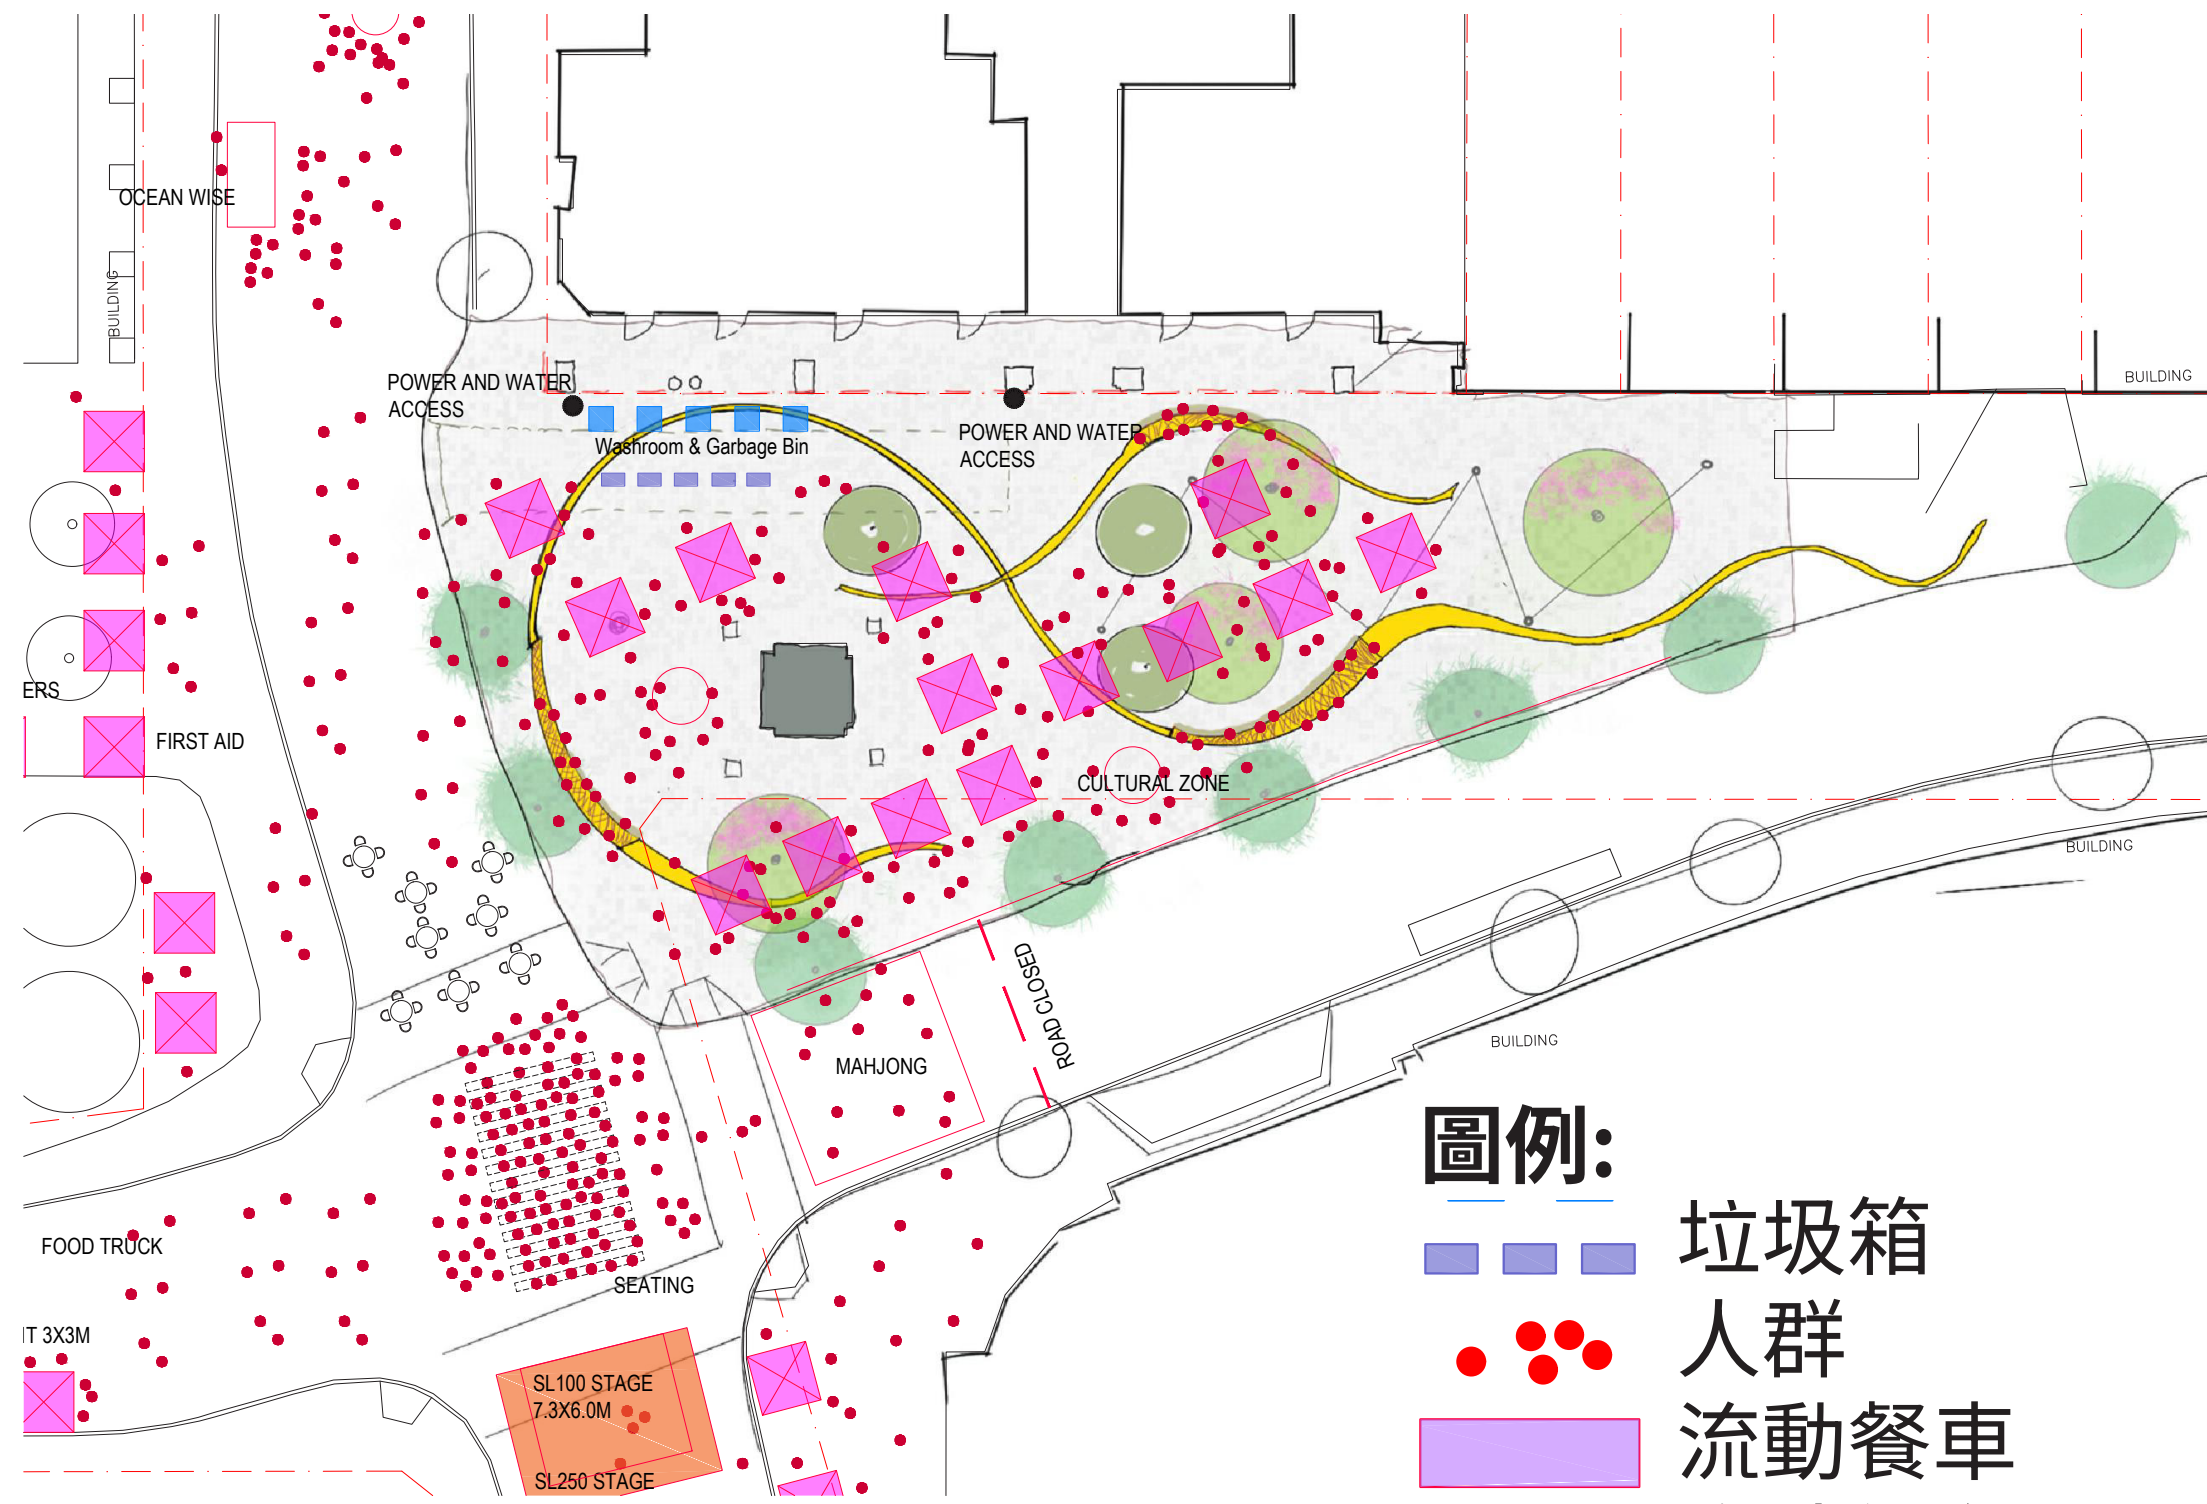 OCEAN WISE
BUILDING
POWER AND WATER
ACCESS
Washroom & Garbage Bin
POWER AND WATER
ACCESS
BUILDING
ERS
FIRST AID
CULTURAL ZONE
BUILDING
ROAD CLOSED
MAHJONG
BUILDING
FOOD TRUCK
SEATING
IT 3X3M
SL100 STAGE
7.3X6.0M
SL250 STAGE
圖例:
垃圾箱
人群
流動餐車